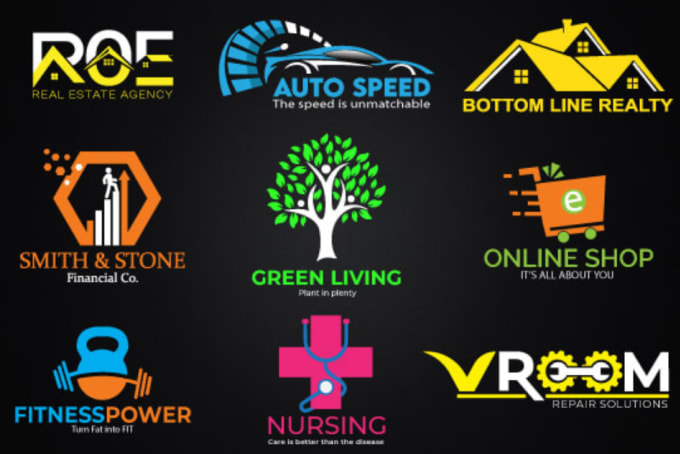 ROE
REAL ESTATE AGENCY
AUTO SPEED
The speed is unmatchable
BOTTOM LINE REALTY
SMITH & STONE
Financial Co.
GREEN LIVING
Plant in plenty
e
ONLINE SHOP
IT'S ALL ABOUT YOU
FITNESSPOWER
Turn Fat into FIT
NURSING
Care is better than the disease
VROOM
REPAIR SOLUTIONS